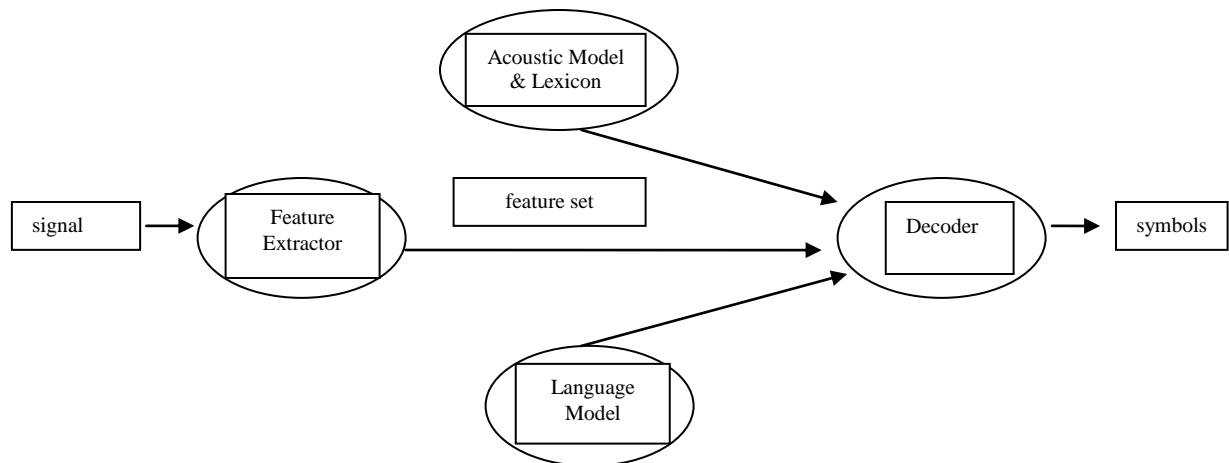 Acoustic Model
& Lexicon
signal
Feature
Extractor
feature set
Decoder
symbols
Language
Model